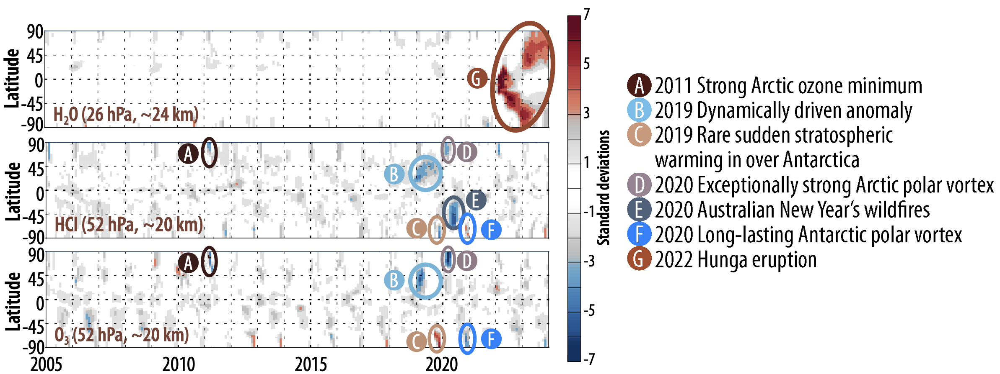 90
45
0
-45
-90
Latitude
H₂O (26 hPa, ~24 km)
G
90
45
0
-45
-90
Latitude
HCl (52 hPa, ~20 km)
A
B
C
D
E
F
90
45
0
-45
-90
Latitude
O₃ (52 hPa, ~20 km)
A
B
C
D
F
2005
2010
2015
2020
7
5
3
1
-1
-3
-5
-7
Standard deviations
A 2011 Strong Arctic ozone minimum
B 2019 Dynamically driven anomaly
C 2019 Rare sudden stratospheric
warming in over Antarctica
D 2020 Exceptionally strong Arctic polar vortex
E 2020 Australian New Year’s wildfires
F 2020 Long-lasting Antarctic polar vortex
G 2022 Hunga eruption